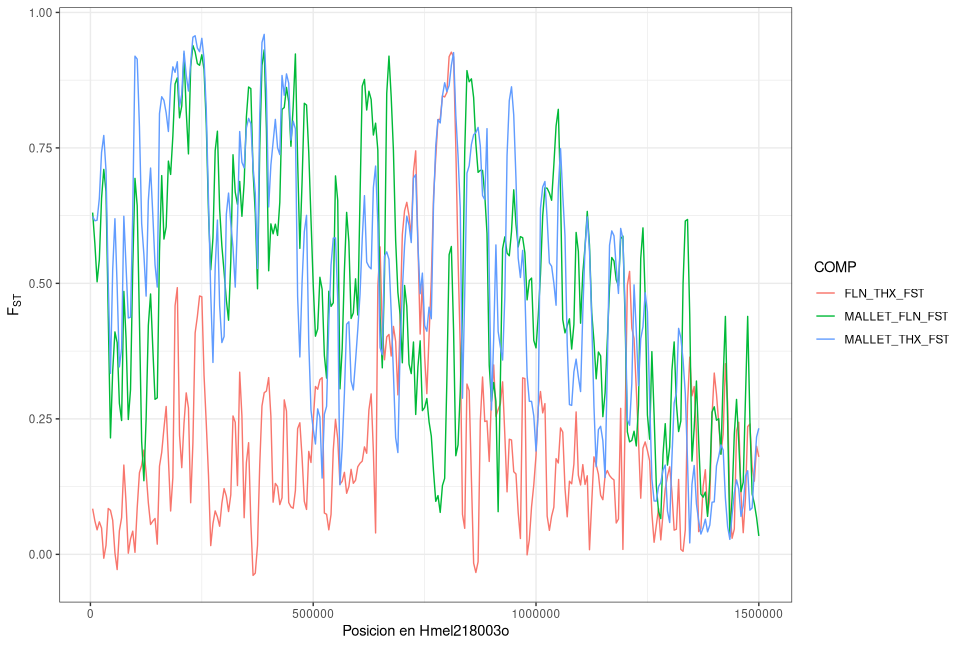 1.00
0.75
0.50
0.25
0.00
F_ST
0
500000
1000000
1500000
Posicion en Hmel218003o
COMP
FLN_THX_FST
MALLET_FLN_FST
MALLET_THX_FST